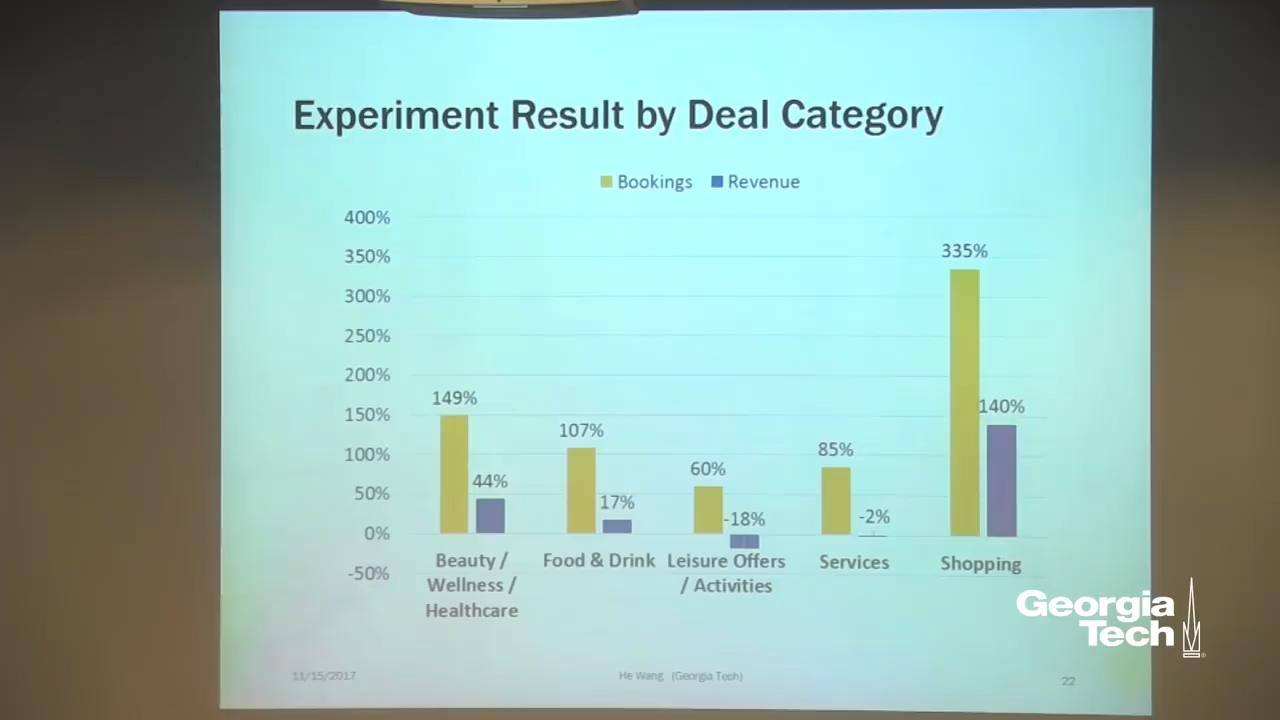 Experiment Result by Deal Category
Bookings Revenue
400%
350%
300%
250%
200%
150%
100%
50%
0%
-50%
149%
44%
107%
17%
60%
-18%
85%
-2%
335%
140%
Beauty /
Wellness /
Healthcare
Food & Drink
Leisure Offers
/ Activities
Services
Shopping
Georgia
Tech
11/15/2017
He Wang (Georgia Tech)
22